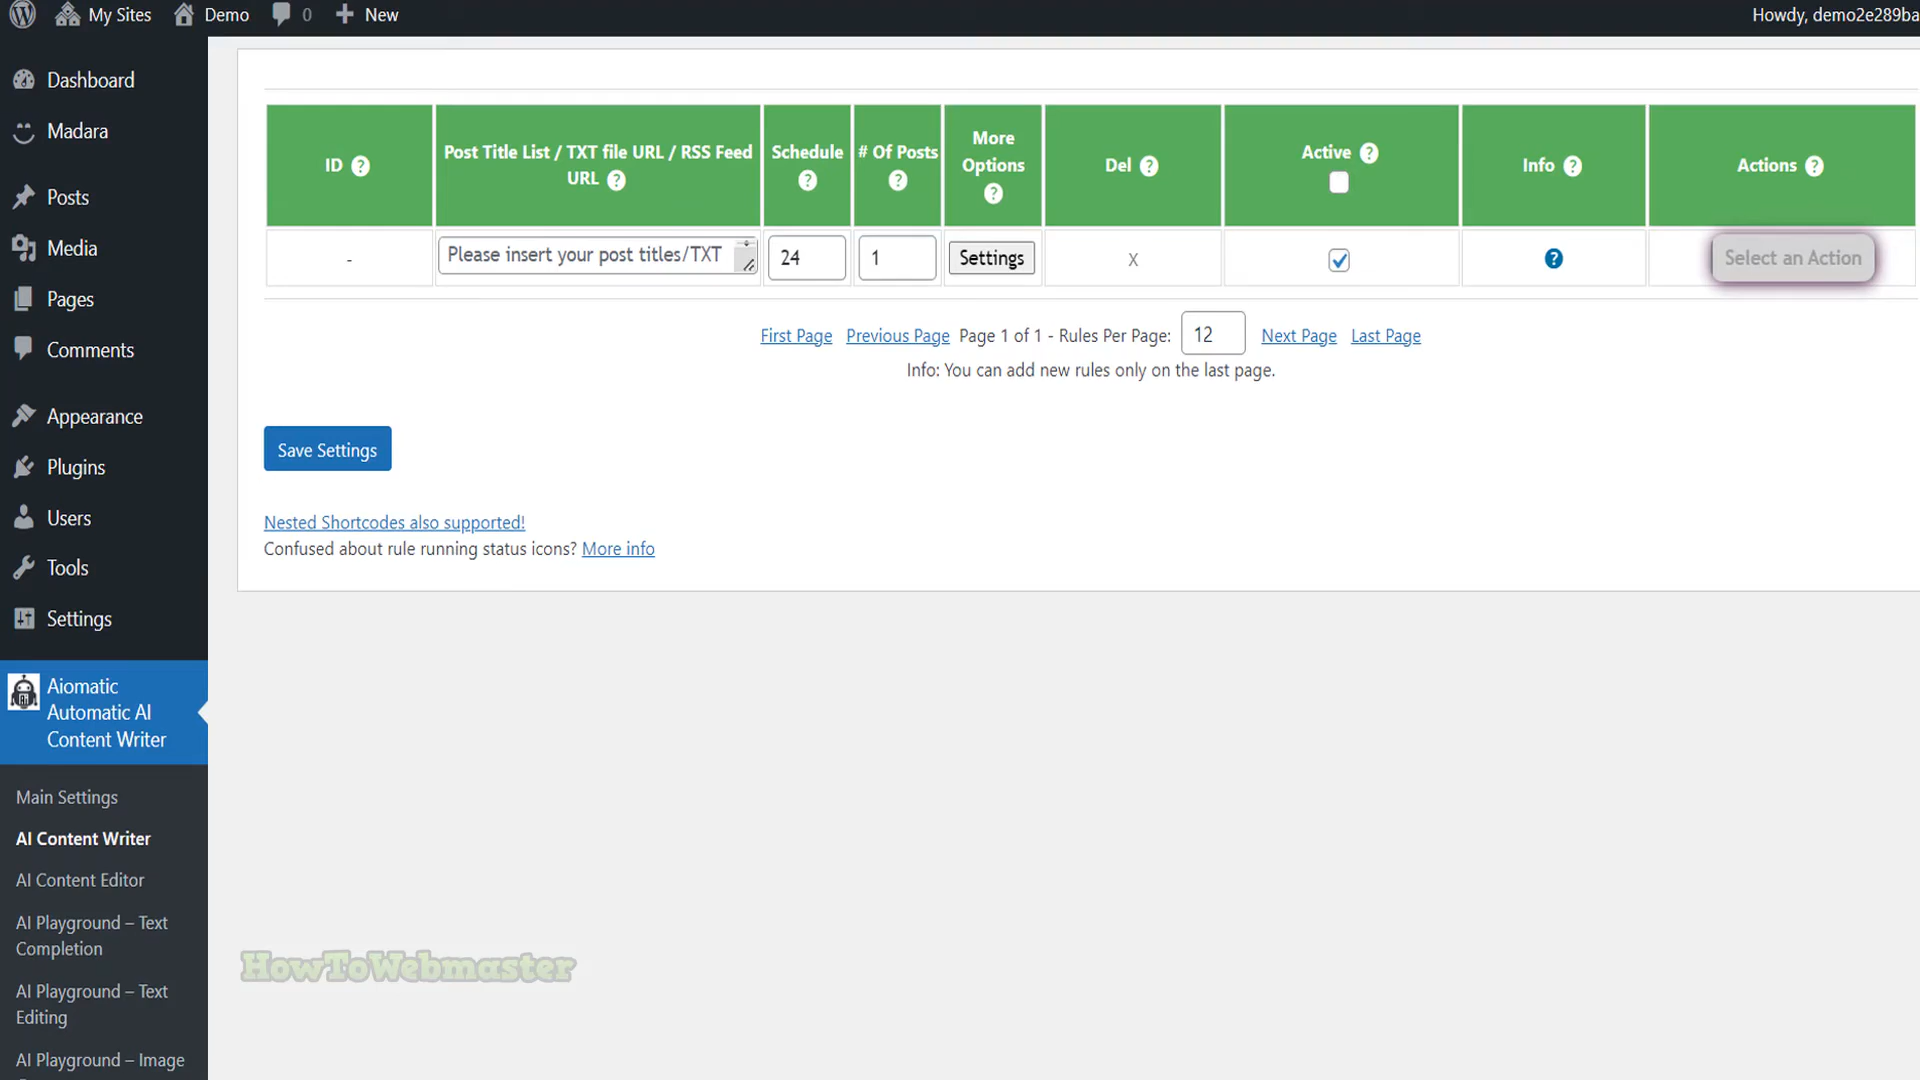 My Sites Demo 0 New Howdy, demo2e289ba
Dashboard
Madara
Posts
Media
Pages
Comments
Appearance
Plugins
Users
Tools
Settings
Aiomatic
Automatic AI
Content Writer
Main Settings
AI Content Writer
AI Content Editor
AI Playground – Text
Completion
AI Playground – Text
Editing
AI Playground – Image
ID ?
Post Title List / TXT file URL / RSS Feed
URL ?
Schedule
?
# Of Posts
?
More
Options
?
Del ?
Active ?
Info ?
Actions ?
-
Please insert your post titles/TXT
24
1
Settings
X
?
Select an Action
First Page Previous Page Page 1 of 1 - Rules Per Page: 12 Next Page Last Page
Info: You can add new rules only on the last page.
Save Settings
Nested Shortcodes also supported!
Confused about rule running status icons? More info
HowToWebmaster